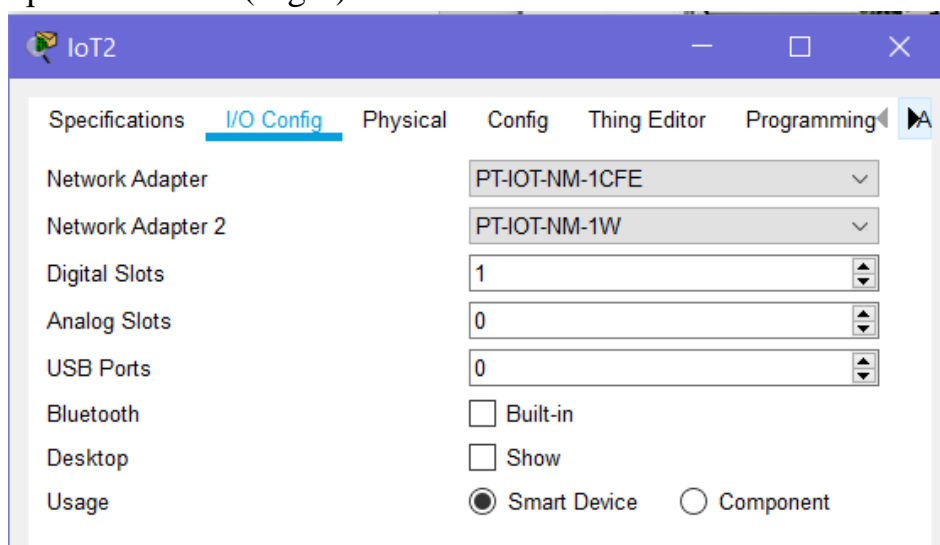 IoT2
Specifications I/O Config Physical Config Thing Editor Programming A
Network Adapter PT-IOT-NM-1CFE
Network Adapter 2 PT-IOT-NM-1W
Digital Slots 1
Analog Slots 0
USB Ports 0
Bluetooth Built-in
Desktop Show
Usage Smart Device Component